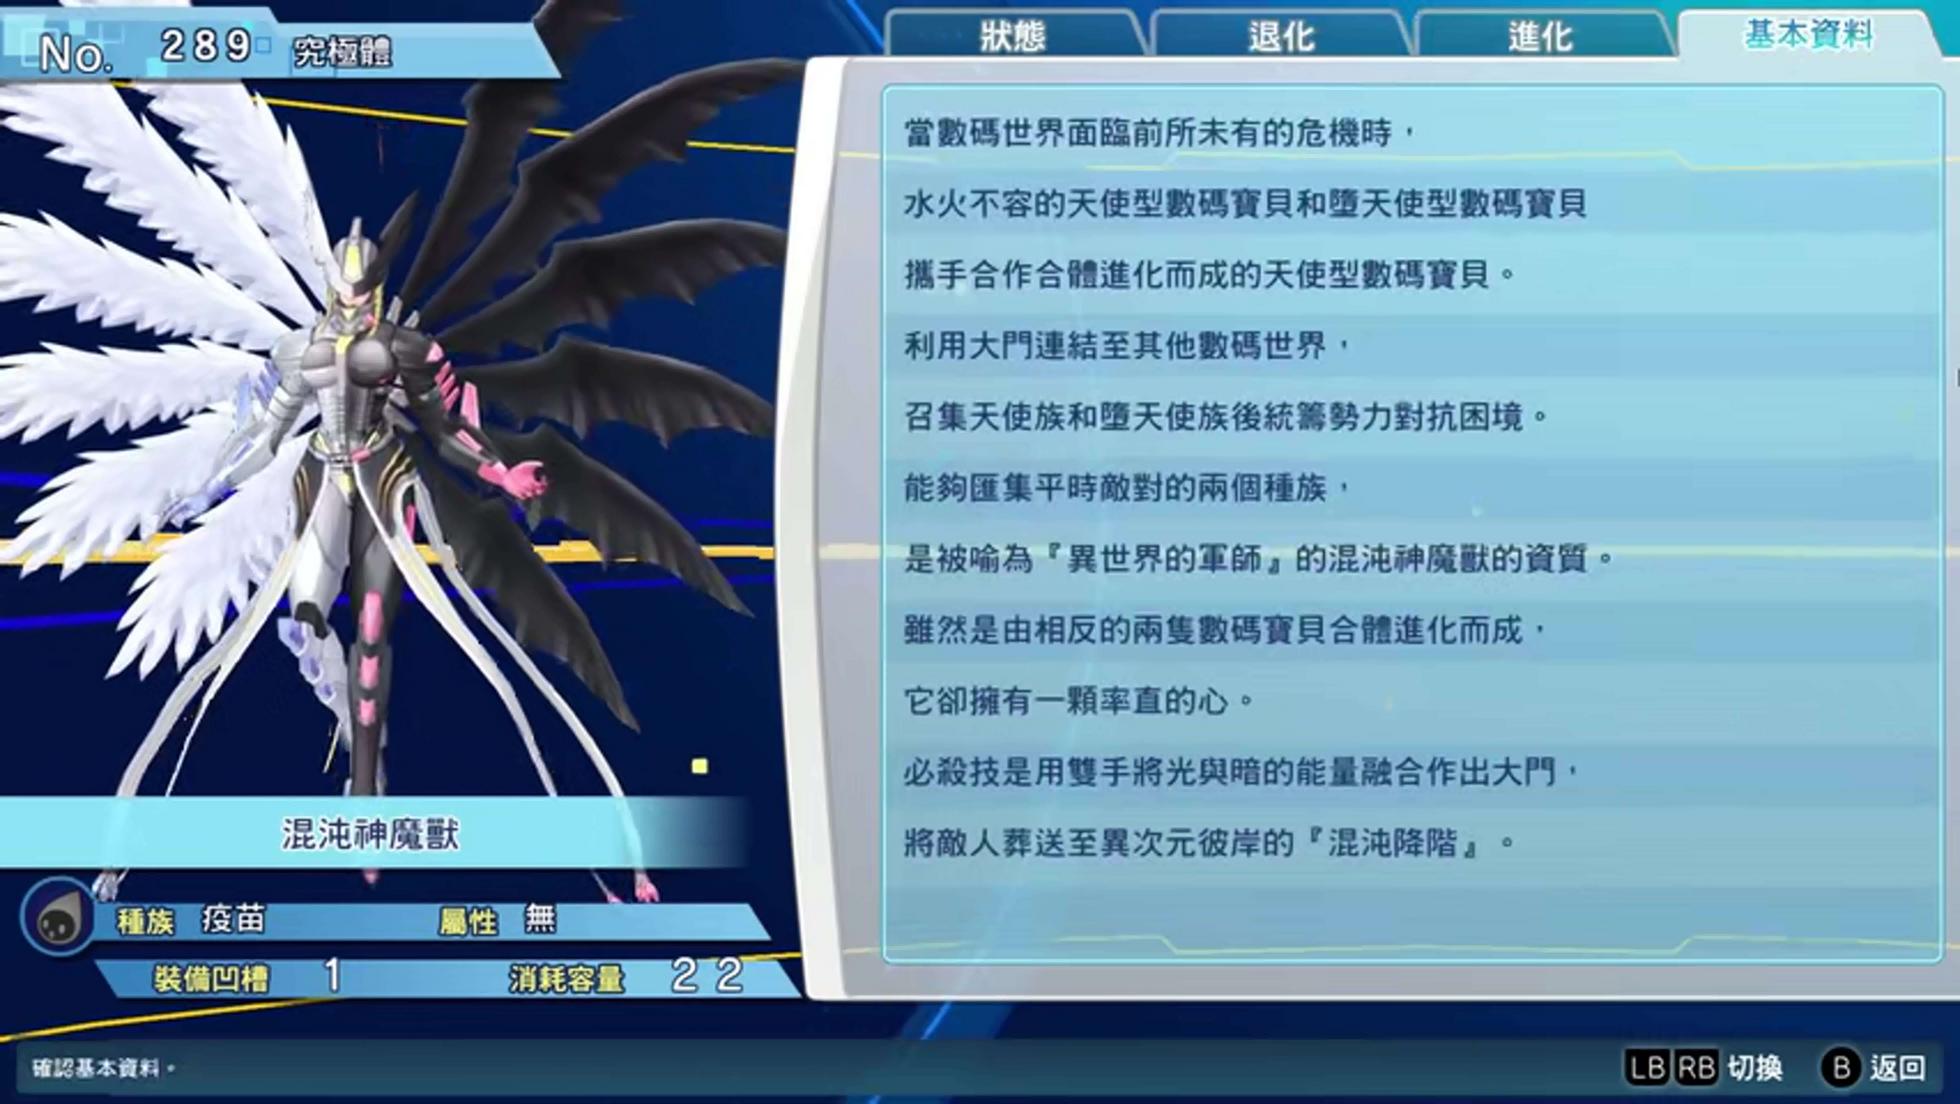 No. 289 究極體
狀態 退化 進化 基本資料
當數碼世界面臨前所未有的危機時，
水火不容的天使型數碼寶貝和墮天使型數碼寶貝
攜手合作合體進化而成的天使型數碼寶貝。
利用大門連結至其他數碼世界，
召集天使族和墮天使族後統籌勢力對抗困境。
能夠匯集平時敵對的兩個種族，
是被喻為『異世界的軍師』的混沌神魔獸的資質。
雖然是由相反的兩隻數碼寶貝合體進化而成，
它卻擁有一顆率直的心。
必殺技是用雙手將光與暗的能量融合作出大門，
將敵人葬送至異次元彼岸的『混沌降階』。
混沌神魔獸
種族 疫苗 屬性 無
裝備凹槽 1 消耗容量 22
確認基本資料。
LB RB 切換 B 返回